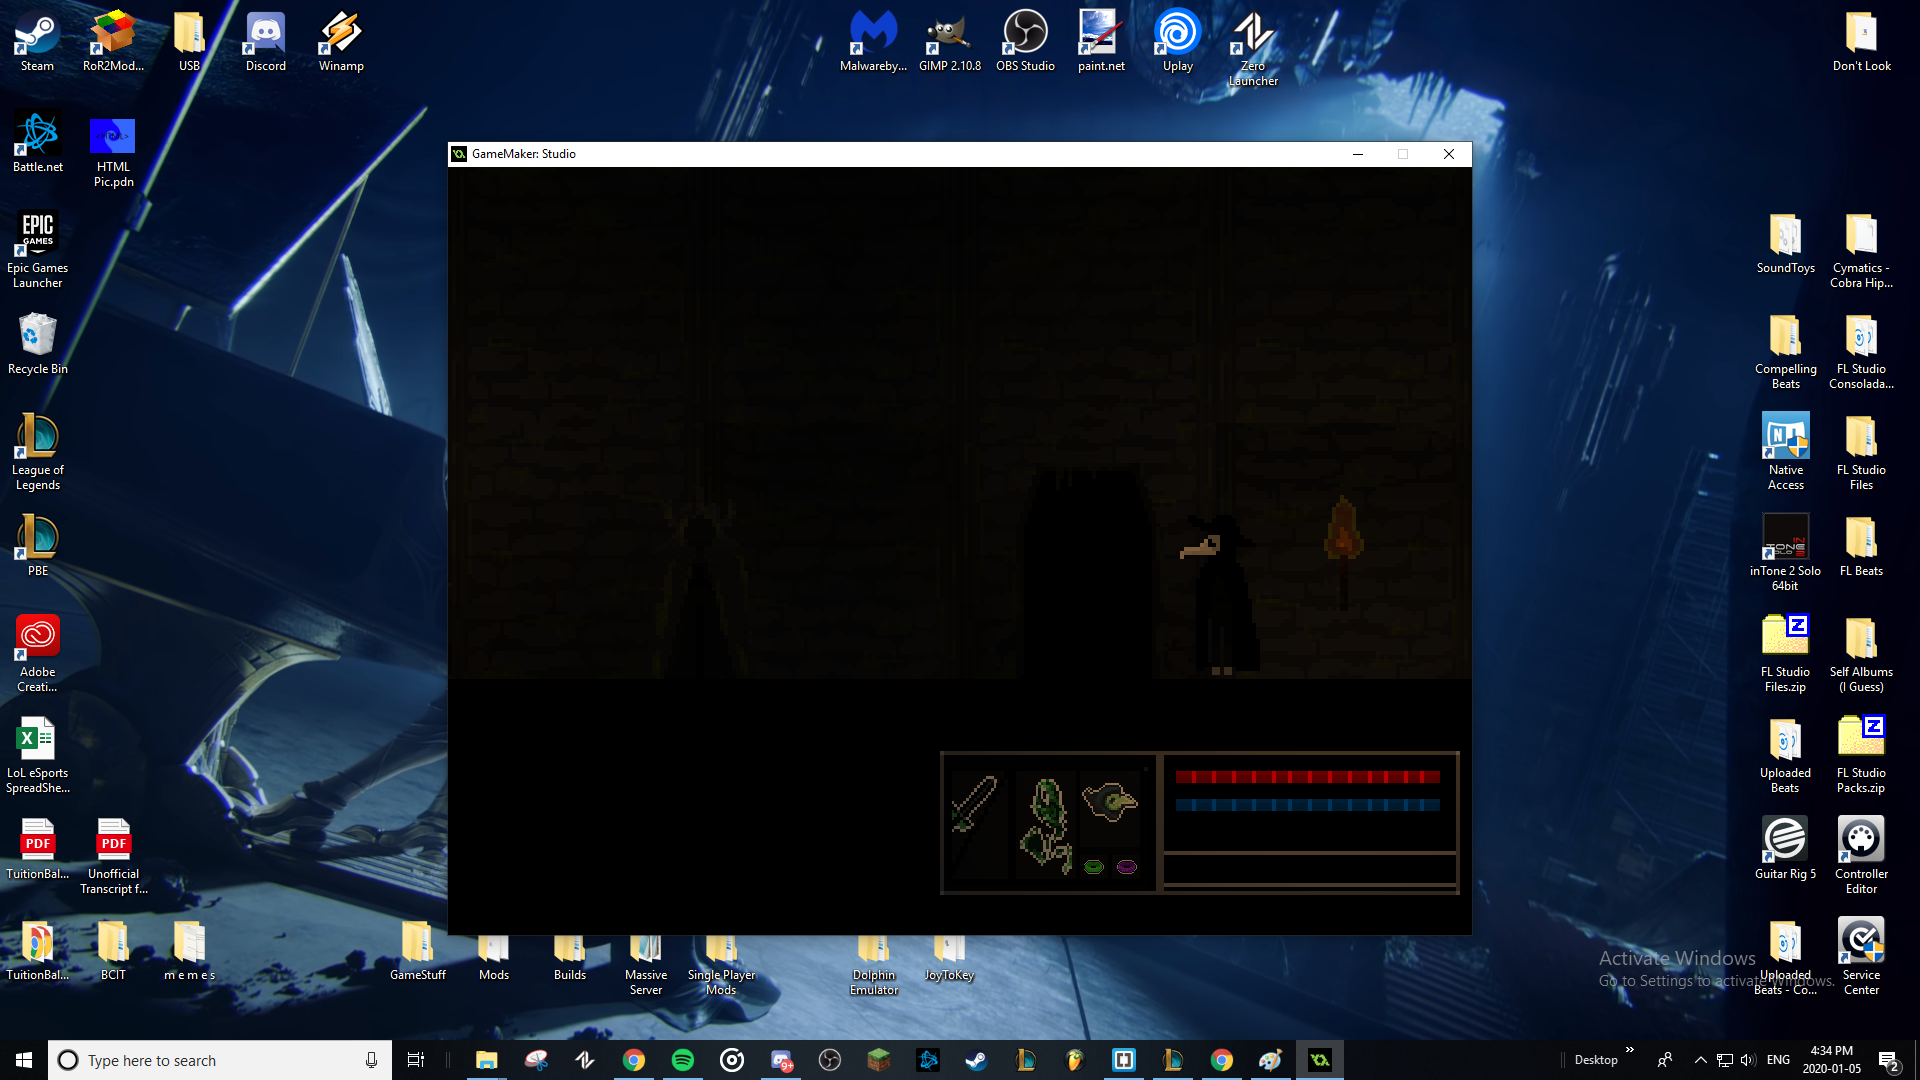 Steam
RoR2Mod...
USB
Discord
Winamp
Malwareby...
GIMP 2.10.8
OBS Studio
paint.net
Uplay
Zero
Launcher
Don't Look
Battle.net
HTML
Pic.pdn
GameMaker: Studio
EPIC
GAMES
Epic Games
Launcher
SoundToys
Cymatics -
Cobra Hip...
Recycle Bin
Compelling
Beats
FL Studio
Consolada...
League of
Legends
Native
Access
FL Studio
Files
PBE
inTone 2 Solo
64bit
FL Beats
Adobe
Creati...
FL Studio
Files.zip
Self Albums
(I Guess)
LoL eSports
SpreadShe...
Uploaded
Beats
FL Studio
Packs.zip
PDF
PDF
TuitionBal...
Unofficial
Transcript f...
Guitar Rig 5
Controller
Editor
TuitionBal...
BCIT
m e m e s
GameStuff
Mods
Builds
Massive
Server
Single Player
Mods
Dolphin
Emulator
JoyToKey
Uploaded
Beats - Co...
Service
Center
Activate Windows
Go to Settings to activate Windows.
Type here to search
9+
Desktop
ENG
4:34 PM
2020-01-05
2